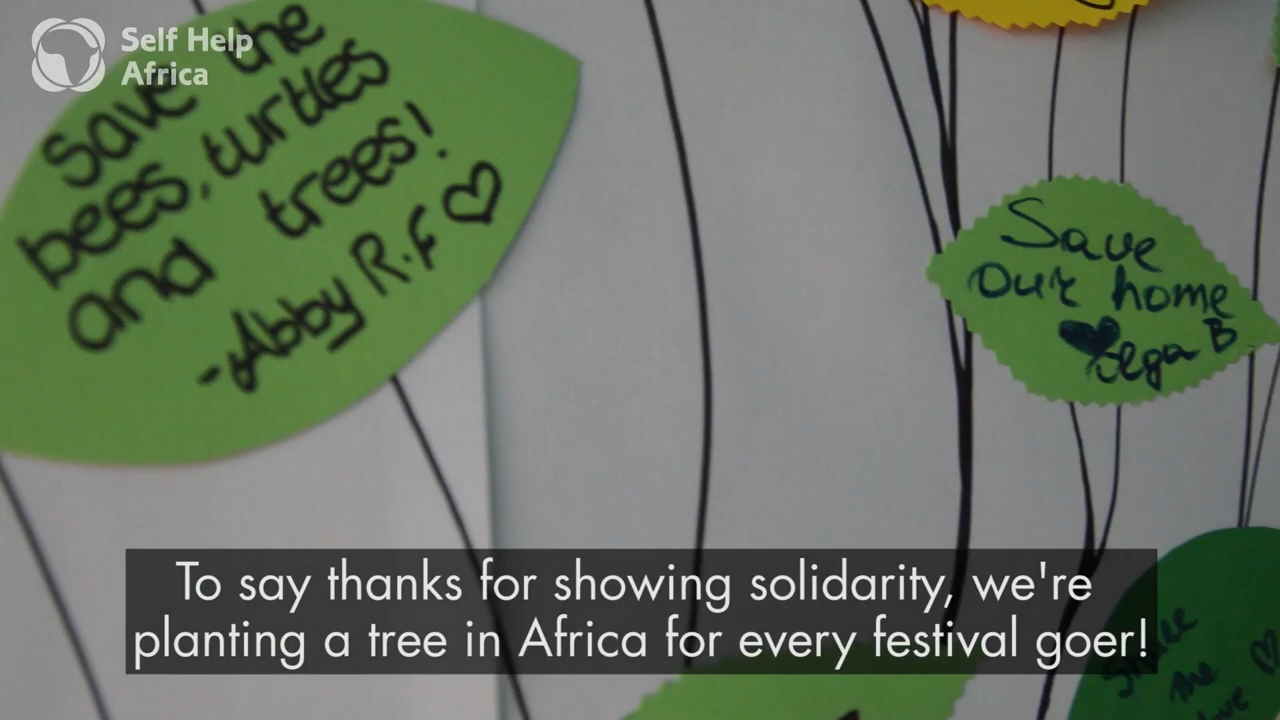 Self Help
Africa
Save the
bees, turtles
and trees!
-Abby R.F
Save
our home
B
To say thanks for showing solidarity, we're
planting a tree in Africa for every festival goer!
the